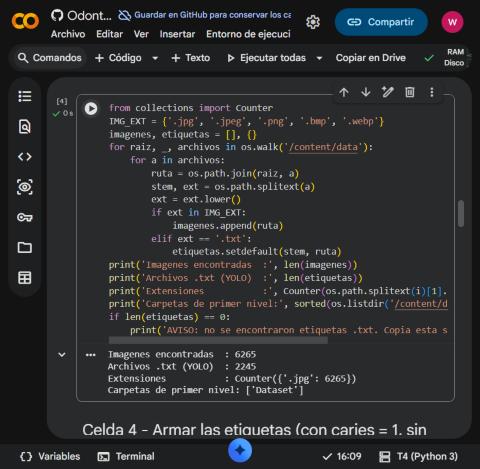 Odont...
Guardar en GitHub para conservar los ca
Compartir
W
Archivo Editar Ver Insertar Entorno de ejecuci
Comandos + Código + Texto Ejecutar todas Copiar en Drive RAM
Disco
[4]
0 s
from collections import Counter
IMG_EXT = {'.jpg', '.jpeg', '.png', '.bmp', '.webp'}
imagenes, etiquetas = [], {}
for raiz, _, archivos in os.walk('/content/data'):
    for a in archivos:
        ruta = os.path.join(raiz, a)
        stem, ext = os.path.splitext(a)
        ext = ext.lower()
        if ext in IMG_EXT:
            imagenes.append(ruta)
        elif ext == '.txt':
            etiquetas.setdefault(stem, ruta)
print('Imagenes encontradas  :', len(imagenes))
print('Archivos .txt (YOLO)  :', len(etiquetas))
print('Extensiones           :', Counter(os.path.splitext(i)[1].
print('Carpetas de primer nivel:', sorted(os.listdir('/content/d
if len(etiquetas) == 0:
    print('AVISO: no se encontraron etiquetas .txt. Copia esta s
Imagenes encontradas  : 6265
Archivos .txt (YOLO)  : 2245
Extensiones           : Counter({'.jpg': 6265})
Carpetas de primer nivel: ['Dataset']
Celda 4 - Armar las etiquetas (con caries = 1, sin
Variables Terminal 16:09 T4 (Python 3)